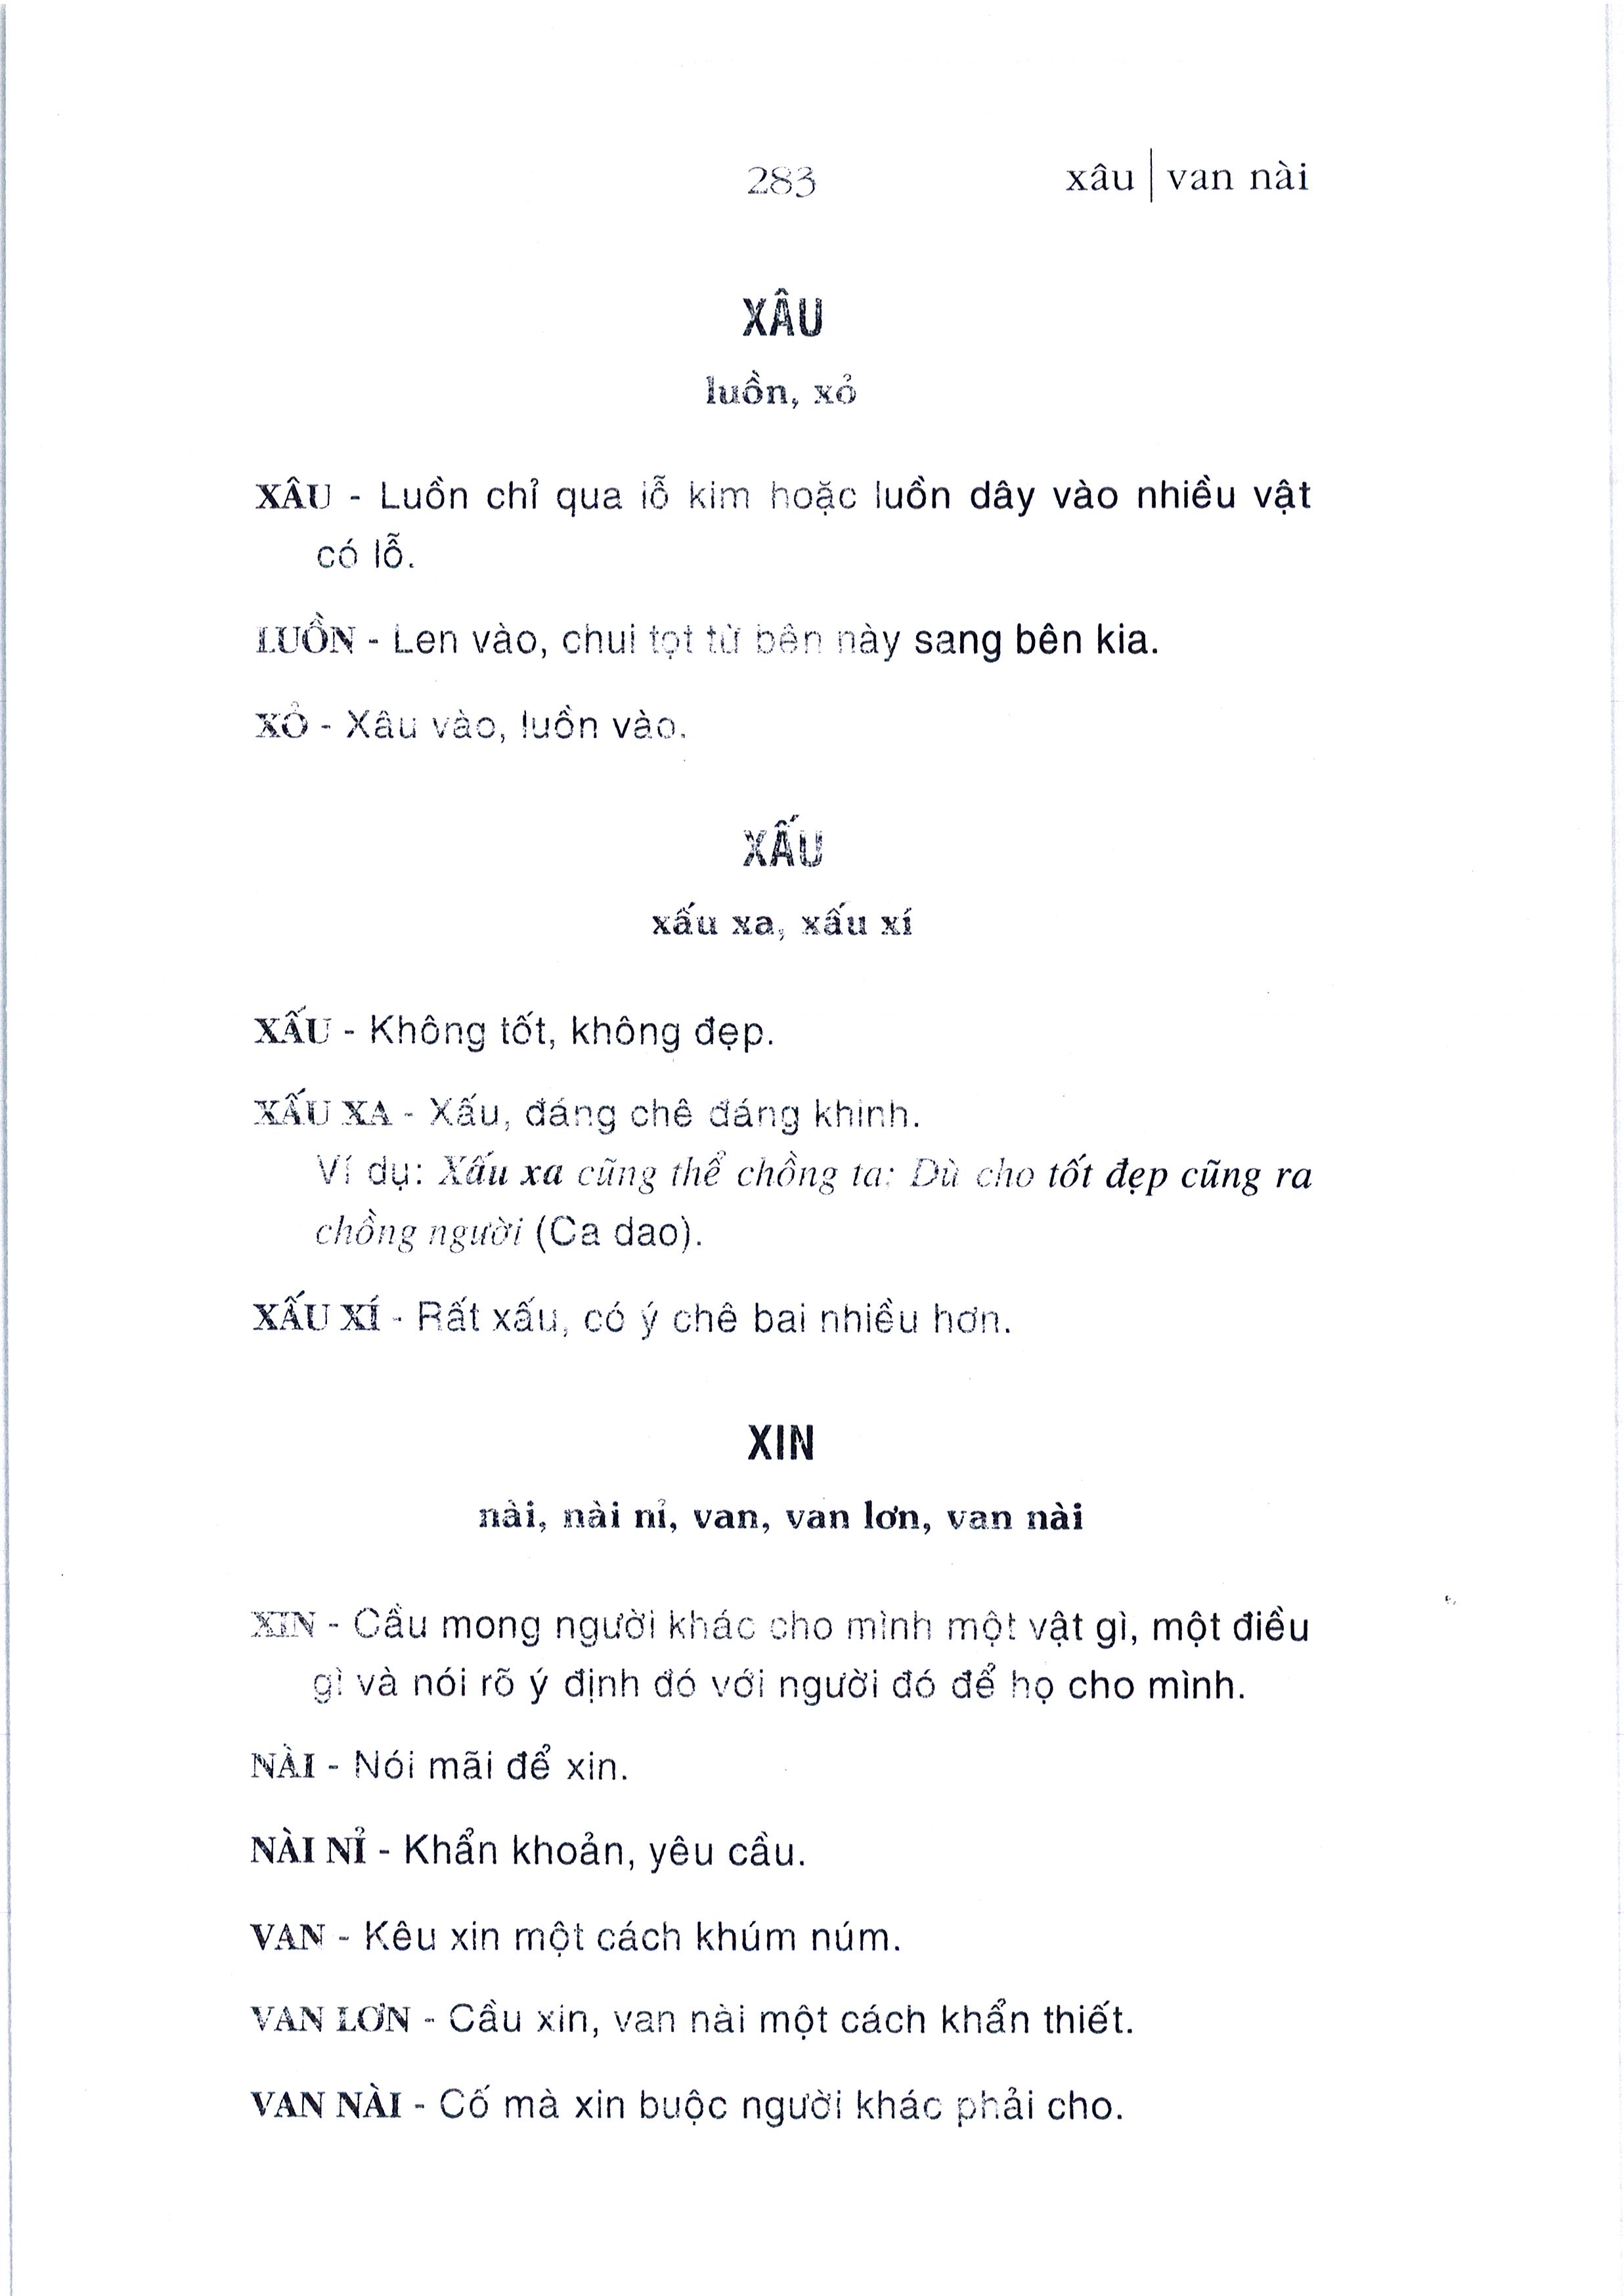 283
xâu | van nài
XÂU
luồn, xỏ
XÂU - Luồn chỉ qua lỗ kim hoặc luồn dây vào nhiều vật
có lỗ.
LUỒN - Len vào, chui tọt từ bên này sang bên kia.
XỎ - Xâu vào, luồn vào.
XẤU
xấu xa, xấu xí
XẤU - Không tốt, không đẹp.
XẤU XA - Xấu, đáng chê đáng khinh.
Ví dụ: Xấu xa cũng thể chồng ta; Dù cho tốt đẹp cũng ra
chồng người (Ca dao).
XẤU XÍ - Rất xấu, có ý chê bai nhiều hơn.
XIN
nài, nài nỉ, van, van lơn, van nài
XIN - Cầu mong người khác cho mình một vật gì, một điều
gì và nói rõ ý định đó với người đó để họ cho mình.
NÀI - Nói mãi để xin.
NÀI NỈ - Khẩn khoản, yêu cầu.
VAN - Kêu xin một cách khúm núm.
VAN LƠN - Cầu xin, van nài một cách khẩn thiết.
VAN NÀI - Cố mà xin buộc người khác phải cho.